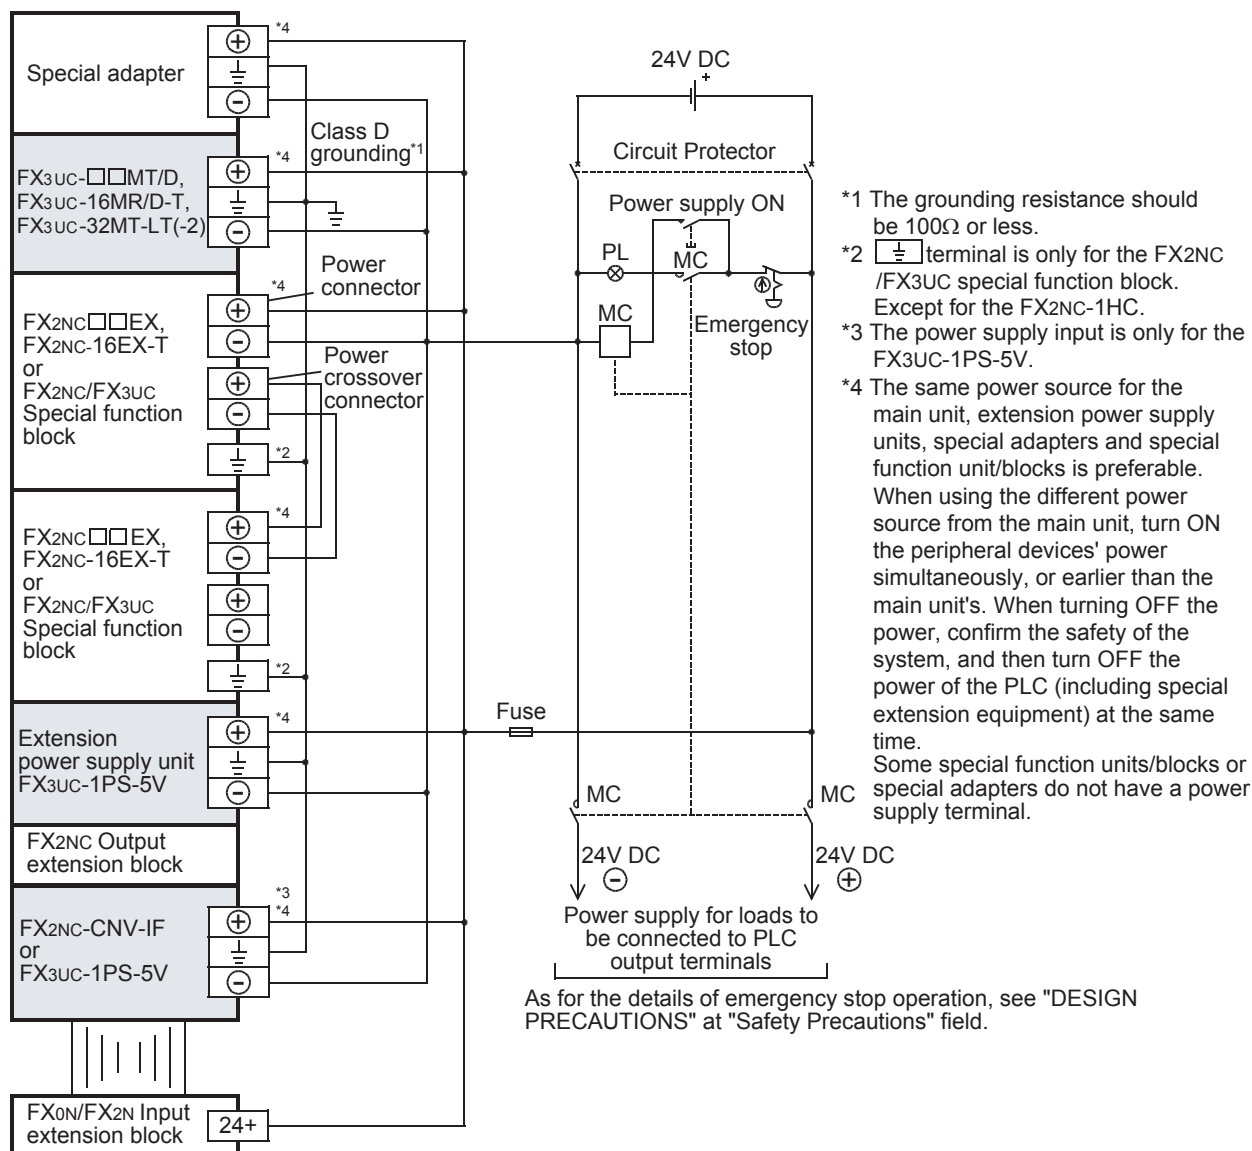 Special adapter
*4
⊕
⊖
FX3UC-□□MT/D,
FX3UC-16MR/D-T,
FX3UC-32MT-LT(-2)
*4
⊕
⊖
Class D
grounding*1
FX2NC□□EX,
FX2NC-16EX-T
or
FX2NC/FX3UC
Special function
block
*4
⊕
⊖
⊕
⊖
*2
Power
connector
Power
crossover
connector
FX2NC□□EX,
FX2NC-16EX-T
or
FX2NC/FX3UC
Special function
block
*4
⊕
⊖
⊕
⊖
*2
Extension
power supply unit
FX3UC-1PS-5V
*4
⊕
⊖
FX2NC Output
extension block
FX2NC-CNV-IF
or
FX3UC-1PS-5V
*3
*4
⊕
⊖
FX0N/FX2N Input
extension block
24+
24V DC
+
Circuit Protector
Power supply ON
PL
MC
MC
Emergency
stop
Fuse
MC
MC
24V DC
⊖
24V DC
⊕
Power supply for loads to
be connected to PLC
output terminals
As for the details of emergency stop operation, see "DESIGN
PRECAUTIONS" at "Safety Precautions" field.
*1 The grounding resistance should
be 100Ω or less.
*2 ⏚ terminal is only for the FX2NC
/FX3UC special function block.
Except for the FX2NC-1HC.
*3 The power supply input is only for the
FX3UC-1PS-5V.
*4 The same power source for the
main unit, extension power supply
units, special adapters and special
function unit/blocks is preferable.
When using the different power
source from the main unit, turn ON
the peripheral devices' power
simultaneously, or earlier than the
main unit's. When turning OFF the
power, confirm the safety of the
system, and then turn OFF the
power of the PLC (including special
extension equipment) at the same
time.
Some special function units/blocks or
special adapters do not have a power
supply terminal.